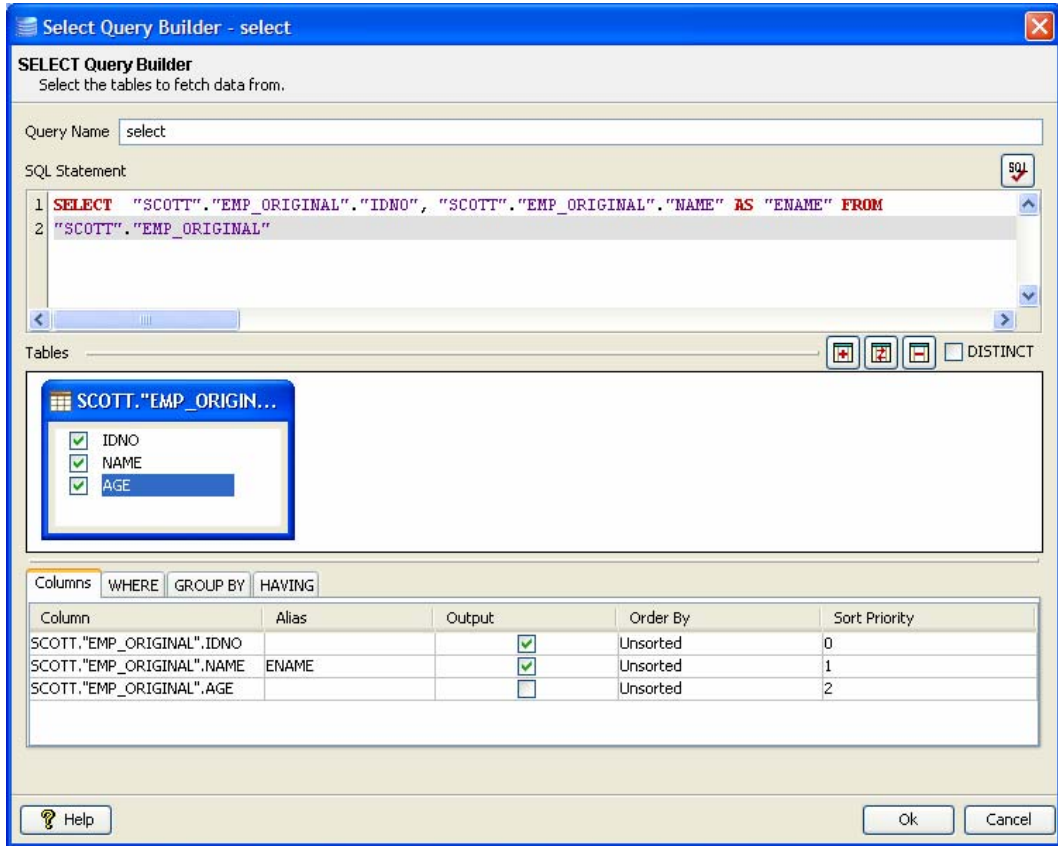 Select Query Builder - select
SELECT Query Builder
Select the tables to fetch data from.
Query Name select
SQL Statement
SQL
1 SELECT "SCOTT"."EMP_ORIGINAL"."IDNO", "SCOTT"."EMP_ORIGINAL"."NAME" AS "ENAME" FROM
2 "SCOTT"."EMP_ORIGINAL"
Tables DISTINCT
SCOTT."EMP_ORIGIN...
IDNO
NAME
AGE
Columns WHERE GROUP BY HAVING
Column Alias Output Order By Sort Priority
SCOTT."EMP_ORIGINAL".IDNO Unsorted 0
SCOTT."EMP_ORIGINAL".NAME ENAME Unsorted 1
SCOTT."EMP_ORIGINAL".AGE Unsorted 2
Help Ok Cancel